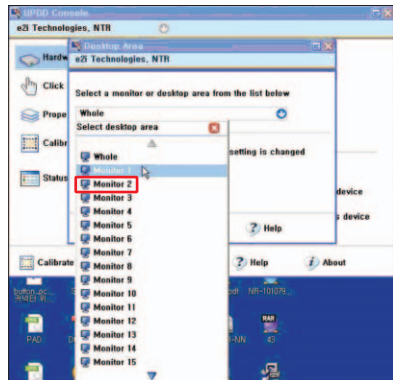 UPDD Console
e2i Technologies, NTR
Desktop Area
Hardw
e2i Technologies, NTR
Click
Select a monitor or desktop area from the list below
Prope
Whole
Select desktop area
Calibr
setting is changed
Whole
Monitor 1
Status
Monitor 2
device
Monitor 3
Monitor 4
s device
Monitor 5
Help
Monitor 6
Monitor 7
Calibrate
Help
About
Monitor 8
Monitor 9
Monitor 10
Monitor 11
Monitor 12
Monitor 13
PAD
43
Monitor 14
Monitor 15